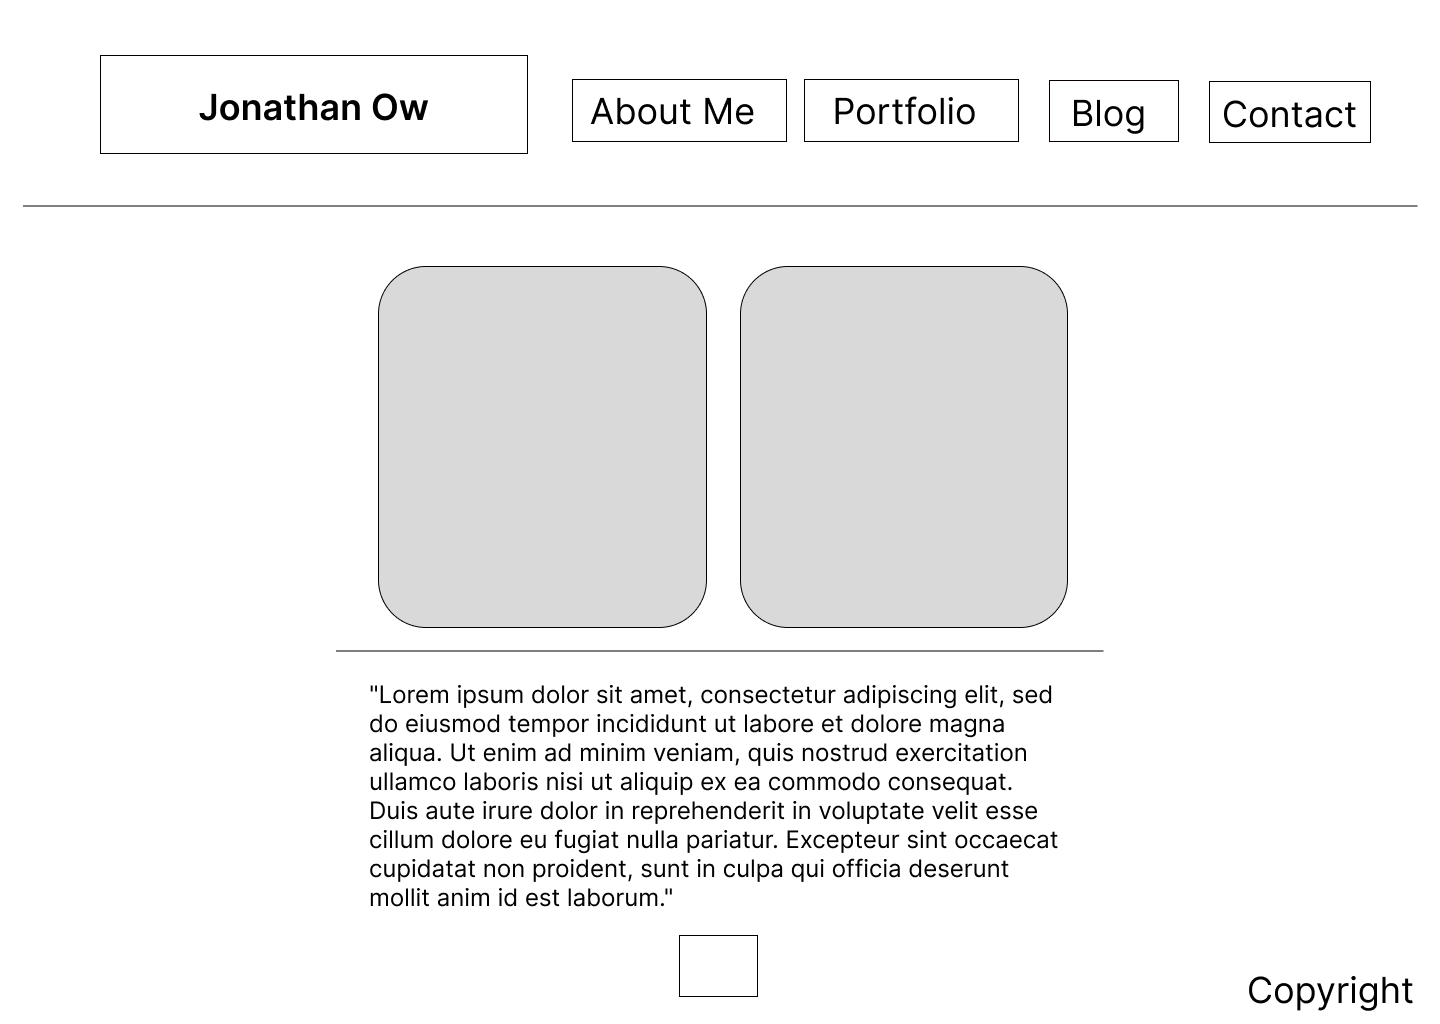 Jonathan Ow
About Me
Portfolio
Blog
Contact
"Lorem ipsum dolor sit amet, consectetur adipiscing elit, sed
do eiusmod tempor incididunt ut labore et dolore magna
aliqua. Ut enim ad minim veniam, quis nostrud exercitation
ullamco laboris nisi ut aliquip ex ea commodo consequat.
Duis aute irure dolor in reprehenderit in voluptate velit esse
cillum dolore eu fugiat nulla pariatur. Excepteur sint occaecat
cupidatat non proident, sunt in culpa qui officia deserunt
mollit anim id est laborum."
Copyright